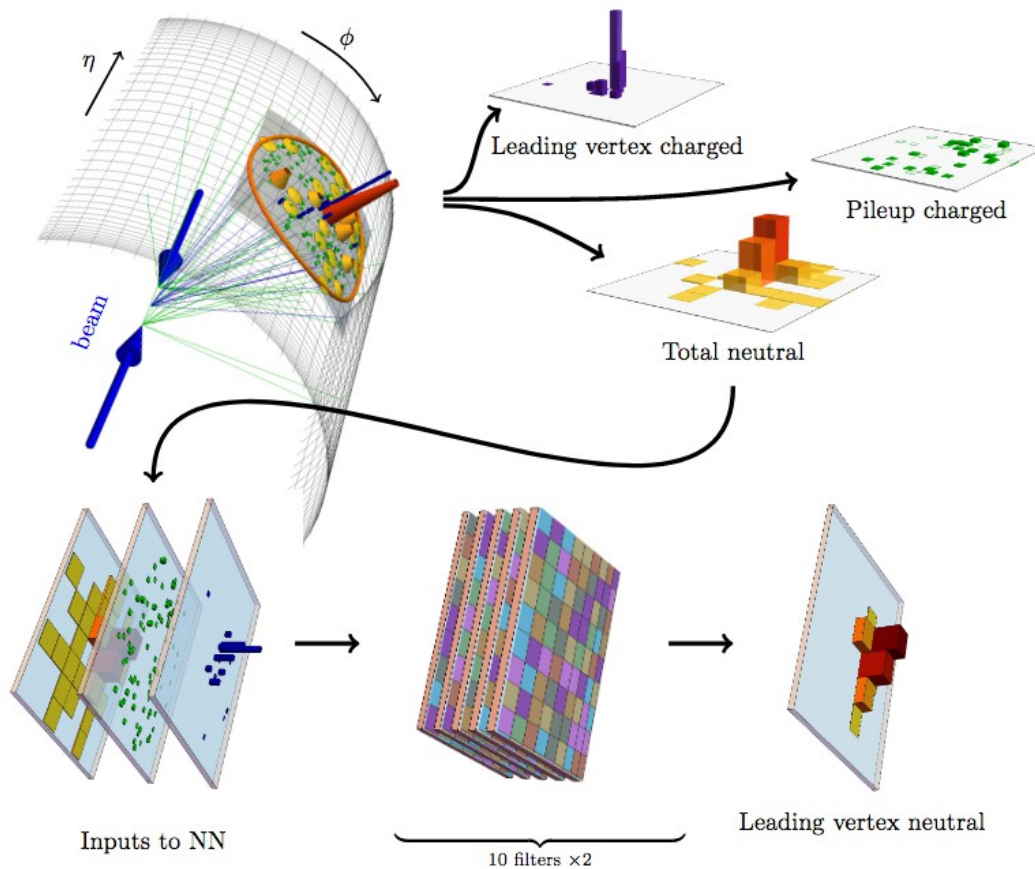 η
ϕ
Leading vertex charged
Pileup charged
beam
Total neutral
Inputs to NN
10 filters ×2
Leading vertex neutral